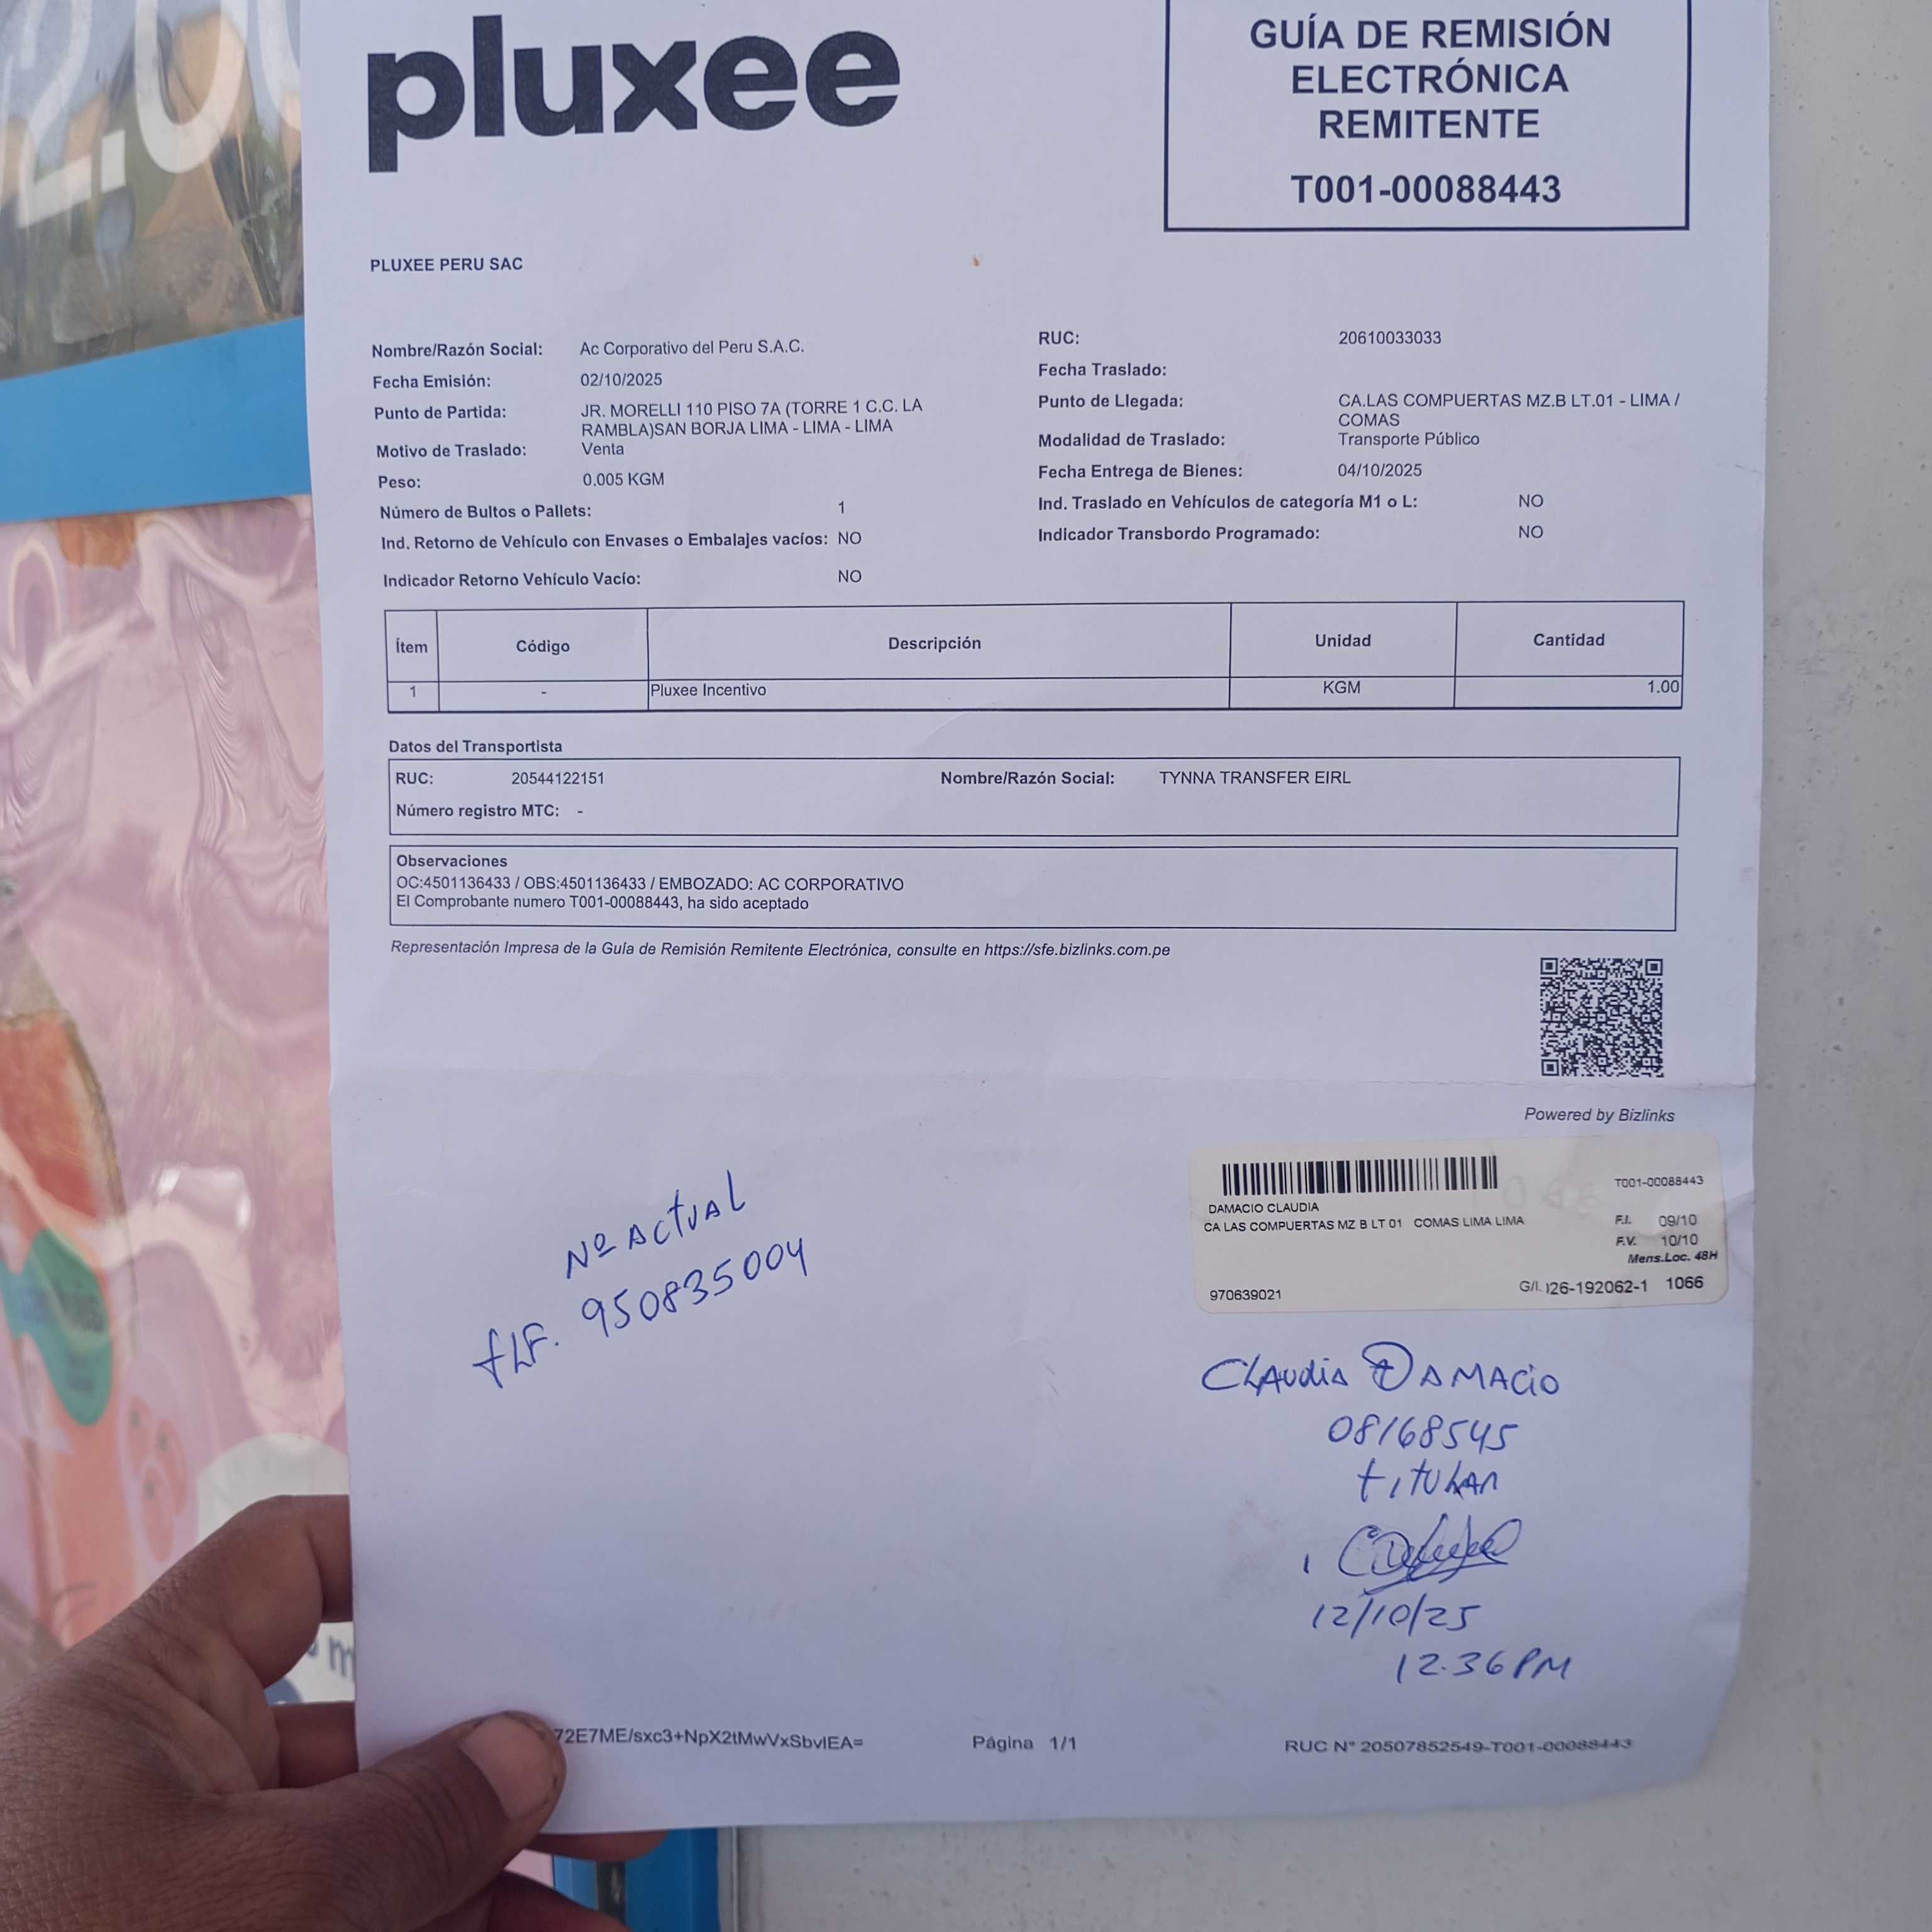 pluxee
GUÍA DE REMISIÓN
ELECTRÓNICA
REMITENTE
T001-00088443
PLUXEE PERU SAC
Nombre/Razón Social: Ac Corporativo del Peru S.A.C.
Fecha Emisión: 02/10/2025
Punto de Partida: JR. MORELLI 110 PISO 7A (TORRE 1 C.C. LA
RAMBLA)SAN BORJA LIMA - LIMA - LIMA
Motivo de Traslado: Venta
Peso: 0.005 KGM
Número de Bultos o Pallets: 1
Ind. Retorno de Vehículo con Envases o Embalajes vacíos: NO
Indicador Retorno Vehículo Vacío: NO
RUC: 20610033033
Fecha Traslado:
Punto de Llegada: CA.LAS COMPUERTAS MZ.B LT.01 - LIMA /
COMAS
Modalidad de Traslado: Transporte Público
Fecha Entrega de Bienes: 04/10/2025
Ind. Traslado en Vehículos de categoría M1 o L: NO
Indicador Transbordo Programado: NO
Ítem Código Descripción Unidad Cantidad
1 - Pluxee Incentivo KGM 1.00
Datos del Transportista
RUC: 20544122151 Nombre/Razón Social: TYNNA TRANSFER EIRL
Número registro MTC: -
Observaciones
OC:4501136433 / OBS:4501136433 / EMBOZADO: AC CORPORATIVO
El Comprobante numero T001-00088443, ha sido aceptado
Representación Impresa de la Guía de Remisión Remitente Electrónica, consulte en https://sfe.bizlinks.com.pe
Powered by Bizlinks
T001-00088443
DAMACIO CLAUDIA
CA LAS COMPUERTAS MZ B LT 01 COMAS LIMA LIMA
F.I. 09/10
F.V. 10/10
Mens.Loc. 48H
970639021 G/I. 026-192062-1 1066
Nº ACTUAL
tLF. 950835004
CLAudiA DAMACiO
08168545
titULAR
12/10/25
12.36 PM
72E7ME/sxc3+NpX2tMwVxSbvIEA= Página 1/1 RUC N° 20507852549-T001-00088443